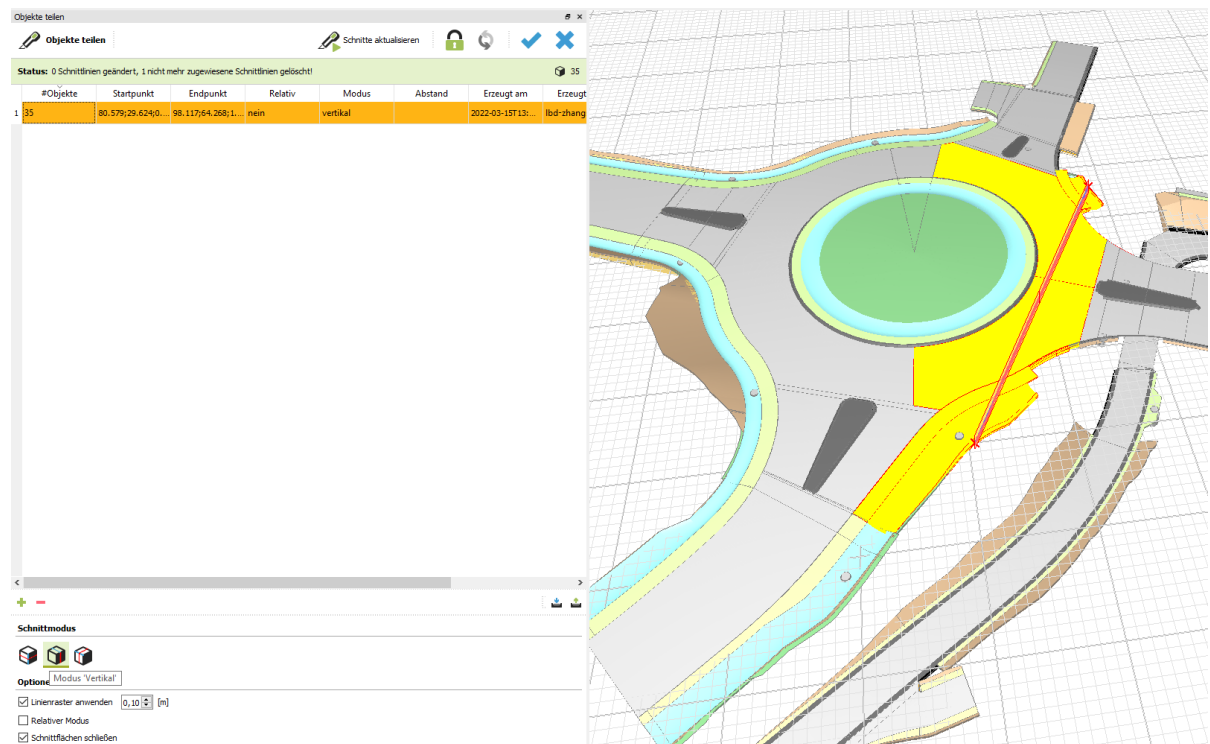 Objekte teilen
Objekte teilen Schnitte aktualisieren
Status: 0 Schnittlinien geändert, 1 nicht mehr zugewiesene Schnittlinien gelöscht! 35
#Objekte Startpunkt Endpunkt Relativ Modus Abstand Erzeugt am Erzeugt
1 35 80.579;29.624;0.... 98.117;64.268;1.... nein vertikal 2022-03-15T13:... lbd-zhang
Schnittmodus
Modus 'Vertikal'
Optione
Linienraster anwenden 0,10 [m]
Relativer Modus
Schnittflächen schließen